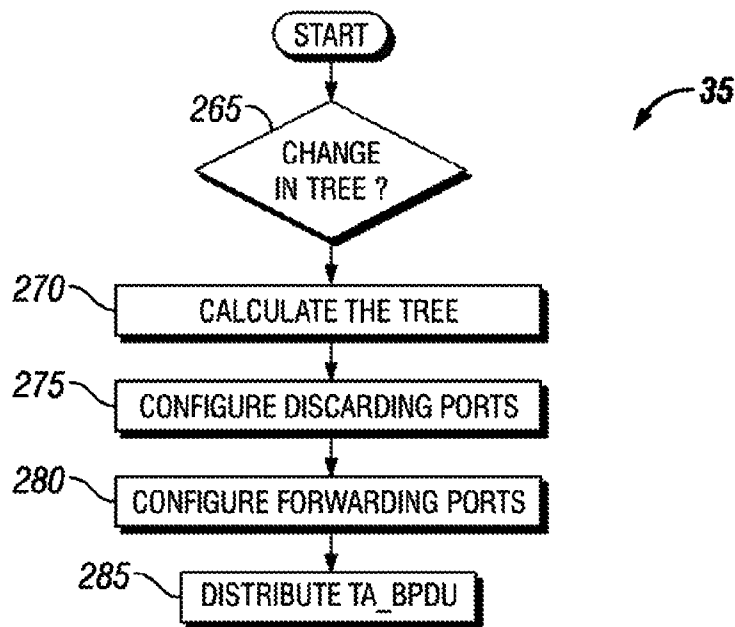 START
35
265
CHANGE
IN TREE ?
270
CALCULATE THE TREE
275
CONFIGURE DISCARDING PORTS
280
CONFIGURE FORWARDING PORTS
285
DISTRIBUTE TA_BPDU